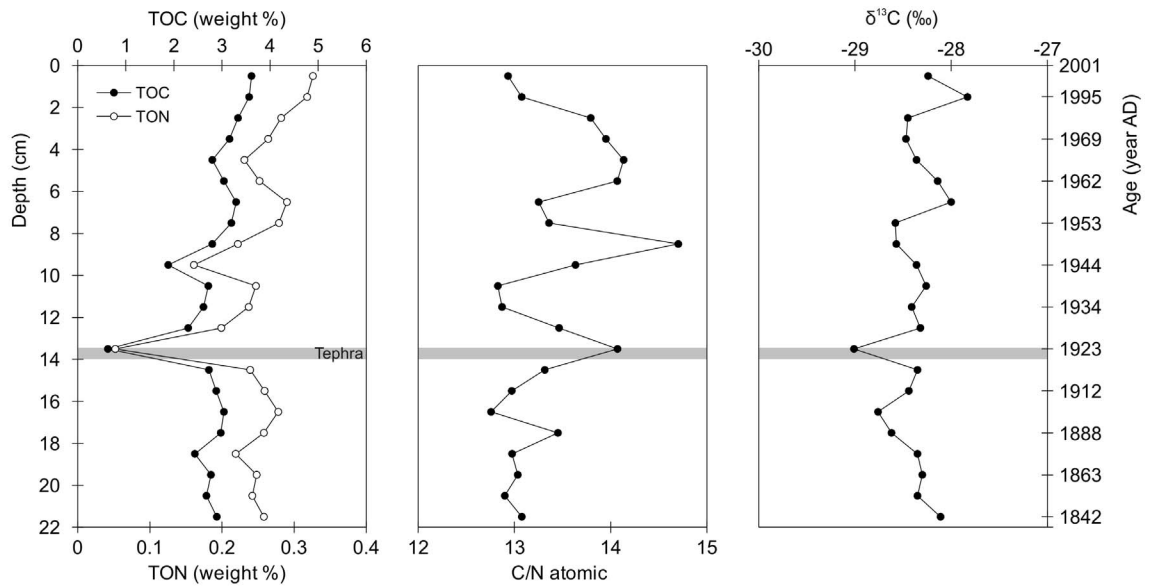 TOC (weight %)
0 1 2 3 4 5 6
TOC
TON
Depth (cm)
0
2
4
6
8
10
12
14
16
18
20
22
Tephra
0 0.1 0.2 0.3 0.4
TON (weight %)
12 13 14 15
C/N atomic
δ¹³C (‰)
-30 -29 -28 -27
2001
1995
1969
1962
1953
1944
1934
1923
1912
1888
1863
1842
Age (year AD)